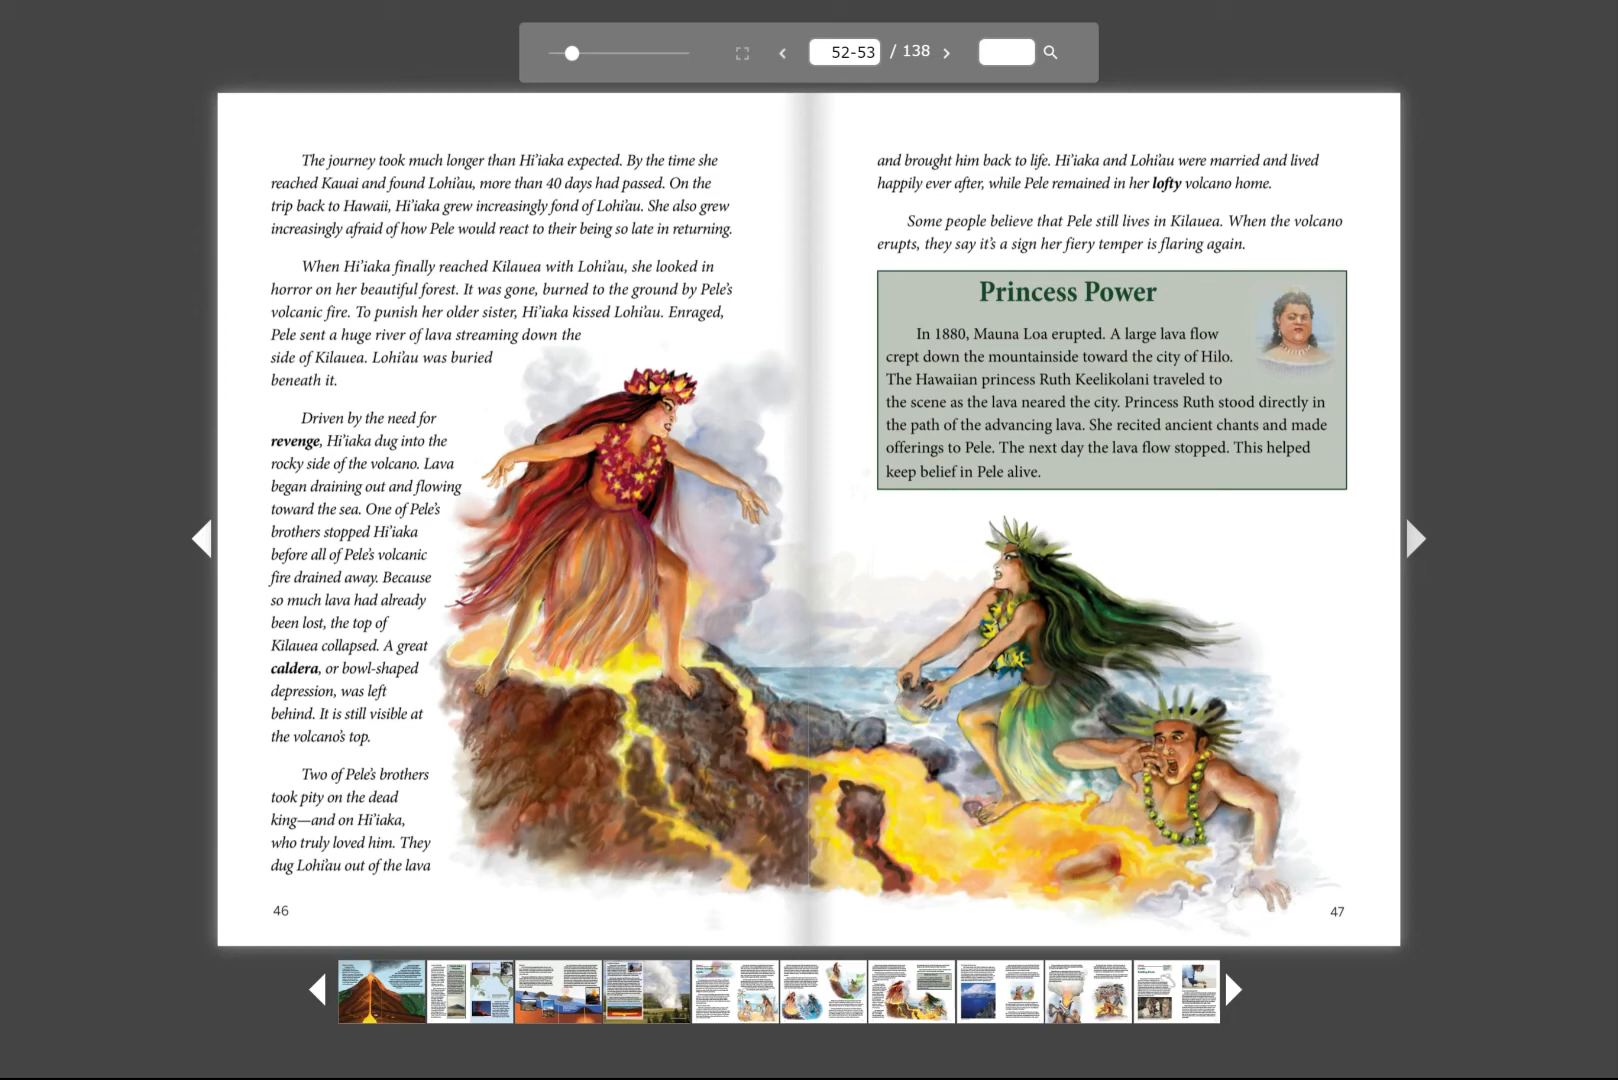 52-53 / 138
The journey took much longer than Hi’iaka expected. By the time she
reached Kauai and found Lohi’au, more than 40 days had passed. On the
trip back to Hawaii, Hi’iaka grew increasingly fond of Lohi’au. She also grew
increasingly afraid of how Pele would react to their being so late in returning.
When Hi’iaka finally reached Kilauea with Lohi’au, she looked in
horror on her beautiful forest. It was gone, burned to the ground by Pele’s
volcanic fire. To punish her older sister, Hi’iaka kissed Lohi’au. Enraged,
Pele sent a huge river of lava streaming down the
side of Kilauea. Lohi’au was buried
beneath it.
Driven by the need for
revenge, Hi’iaka dug into the
rocky side of the volcano. Lava
began draining out and flowing
toward the sea. One of Pele’s
brothers stopped Hi’iaka
before all of Pele’s volcanic
fire drained away. Because
so much lava had already
been lost, the top of
Kilauea collapsed. A great
caldera, or bowl-shaped
depression, was left
behind. It is still visible at
the volcano’s top.
Two of Pele’s brothers
took pity on the dead
king—and on Hi’iaka,
who truly loved him. They
dug Lohi’au out of the lava
46
and brought him back to life. Hi’iaka and Lohi’au were married and lived
happily ever after, while Pele remained in her lofty volcano home.
Some people believe that Pele still lives in Kilauea. When the volcano
erupts, they say it’s a sign her fiery temper is flaring again.
Princess Power
In 1880, Mauna Loa erupted. A large lava flow
crept down the mountainside toward the city of Hilo.
The Hawaiian princess Ruth Keelikolani traveled to
the scene as the lava neared the city. Princess Ruth stood directly in
the path of the advancing lava. She recited ancient chants and made
offerings to Pele. The next day the lava flow stopped. This helped
keep belief in Pele alive.
47